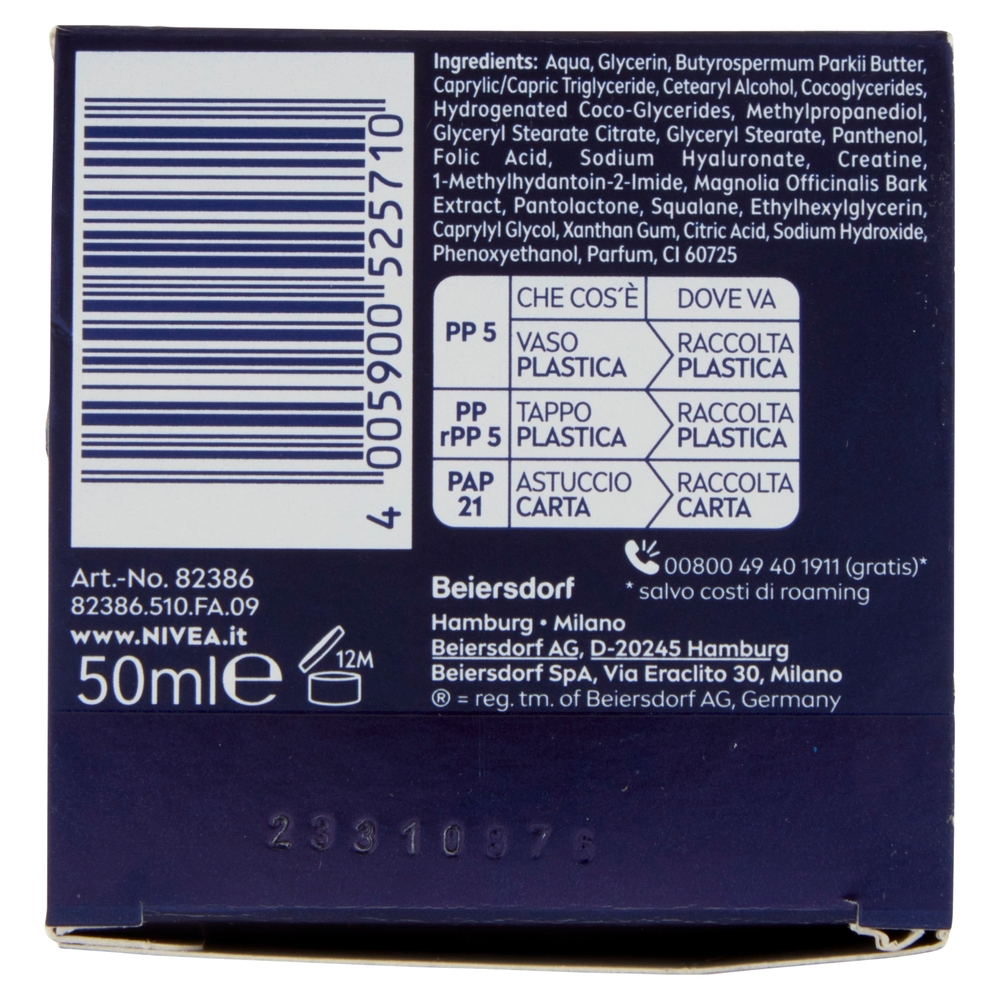 4 005900 525710
Ingredients: Aqua, Glycerin, Butyrospermum Parkii Butter,
Caprylic/Capric Triglyceride, Cetearyl Alcohol, Cocoglycerides,
Hydrogenated Coco-Glycerides, Methylpropanediol,
Glyceryl Stearate Citrate, Glyceryl Stearate, Panthenol,
Folic Acid, Sodium Hyaluronate, Creatine,
1-Methylhydantoin-2-Imide, Magnolia Officinalis Bark
Extract, Pantolactone, Squalane, Ethylhexylglycerin,
Caprylyl Glycol, Xanthan Gum, Citric Acid, Sodium Hydroxide,
Phenoxyethanol, Parfum, CI 60725
CHE COS´È DOVE VA
PP 5
VASO RACCOLTA
PLASTICA PLASTICA
PP TAPPO RACCOLTA
rPP 5 PLASTICA PLASTICA
PAP ASTUCCIO RACCOLTA
21 CARTA CARTA
00800 49 40 1911 (gratis)*
* salvo costi di roaming
Art.-No. 82386
82386.510.FA.09
www.NIVEA.it
50ml℮ 12M
Beiersdorf
Hamburg • Milano
Beiersdorf AG, D-20245 Hamburg
Beiersdorf SpA, Via Eraclito 30, Milano
® = reg. tm. of Beiersdorf AG, Germany
23310876